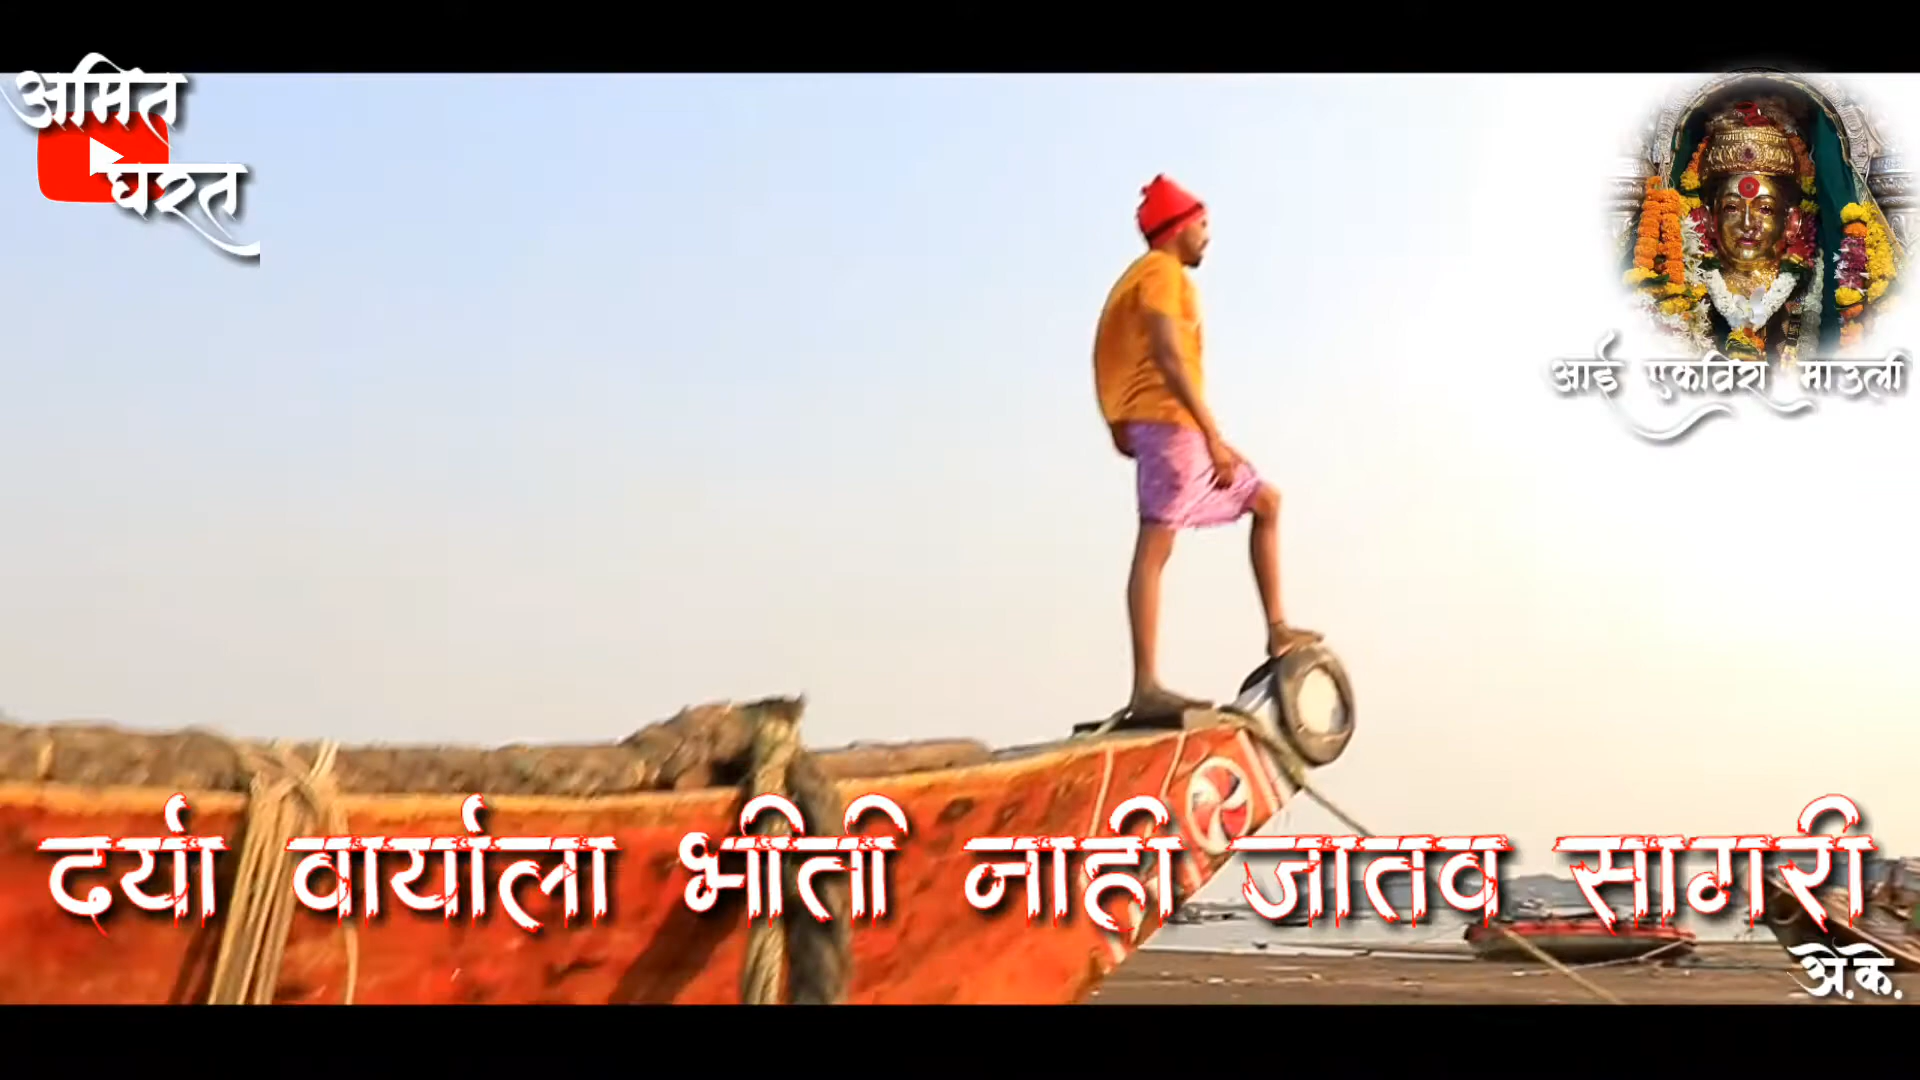 अमित
घरत
आई एकविरा माउली
दर्या वार्याला भीती नाही जातव सागरी
अे.के.